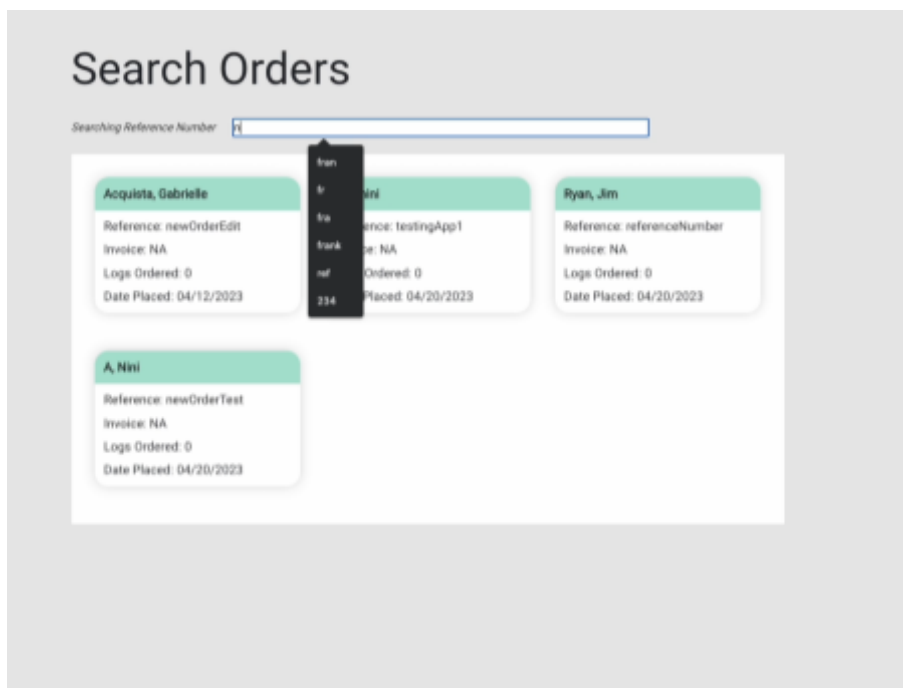 Search Orders
Searching Reference Number n
fran
fr
fra
frank
ref
234
Acquista, Gabrielle
Reference: newOrderEdit
Invoice: NA
Logs Ordered: 0
Date Placed: 04/12/2023
ence: testingApp1
ce: NA
Ordered: 0
Placed: 04/20/2023
Ryan, Jim
Reference: referenceNumber
Invoice: NA
Logs Ordered: 0
Date Placed: 04/20/2023
A, Nini
Reference: newOrderTest
Invoice: NA
Logs Ordered: 0
Date Placed: 04/20/2023